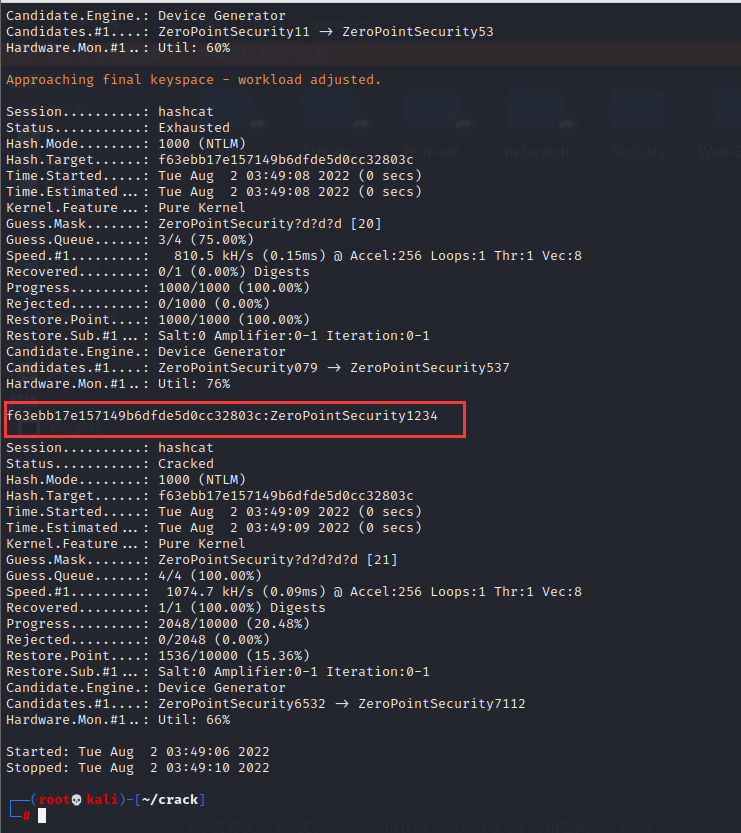 Candidate.Engine.: Device Generator
Candidates.#1....: ZeroPointSecurity11 -> ZeroPointSecurity53
Hardware.Mon.#1..: Util: 60%
Approaching final keyspace - workload adjusted.
Session..........: hashcat
Status...........: Exhausted
Hash.Mode........: 1000 (NTLM)
Hash.Target......: f63ebb17e157149b6dfde5d0cc32803c
Time.Started.....: Tue Aug  2 03:49:08 2022 (0 secs)
Time.Estimated...: Tue Aug  2 03:49:08 2022 (0 secs)
Kernel.Feature...: Pure Kernel
Guess.Mask.......: ZeroPointSecurity?d?d?d [20]
Guess.Queue......: 3/4 (75.00%)
Speed.#1.........:   810.5 kH/s (0.15ms) @ Accel:256 Loops:1 Thr:1 Vec:8
Recovered........: 0/1 (0.00%) Digests
Progress.........: 1000/1000 (100.00%)
Rejected.........: 0/1000 (0.00%)
Restore.Point....: 1000/1000 (100.00%)
Restore.Sub.#1...: Salt:0 Amplifier:0-1 Iteration:0-1
Candidate.Engine.: Device Generator
Candidates.#1....: ZeroPointSecurity079 -> ZeroPointSecurity537
Hardware.Mon.#1..: Util: 76%
f63ebb17e157149b6dfde5d0cc32803c:ZeroPointSecurity1234
Session..........: hashcat
Status...........: Cracked
Hash.Mode........: 1000 (NTLM)
Hash.Target......: f63ebb17e157149b6dfde5d0cc32803c
Time.Started.....: Tue Aug  2 03:49:09 2022 (0 secs)
Time.Estimated...: Tue Aug  2 03:49:09 2022 (0 secs)
Kernel.Feature...: Pure Kernel
Guess.Mask.......: ZeroPointSecurity?d?d?d?d [21]
Guess.Queue......: 4/4 (100.00%)
Speed.#1.........:  1074.7 kH/s (0.09ms) @ Accel:256 Loops:1 Thr:1 Vec:8
Recovered........: 1/1 (100.00%) Digests
Progress.........: 2048/10000 (20.48%)
Rejected.........: 0/2048 (0.00%)
Restore.Point....: 1536/10000 (15.36%)
Restore.Sub.#1...: Salt:0 Amplifier:0-1 Iteration:0-1
Candidate.Engine.: Device Generator
Candidates.#1....: ZeroPointSecurity6532 -> ZeroPointSecurity7112
Hardware.Mon.#1..: Util: 66%
Started: Tue Aug  2 03:49:06 2022
Stopped: Tue Aug  2 03:49:10 2022
┌──(root💀kali)-[~/crack]
└─#